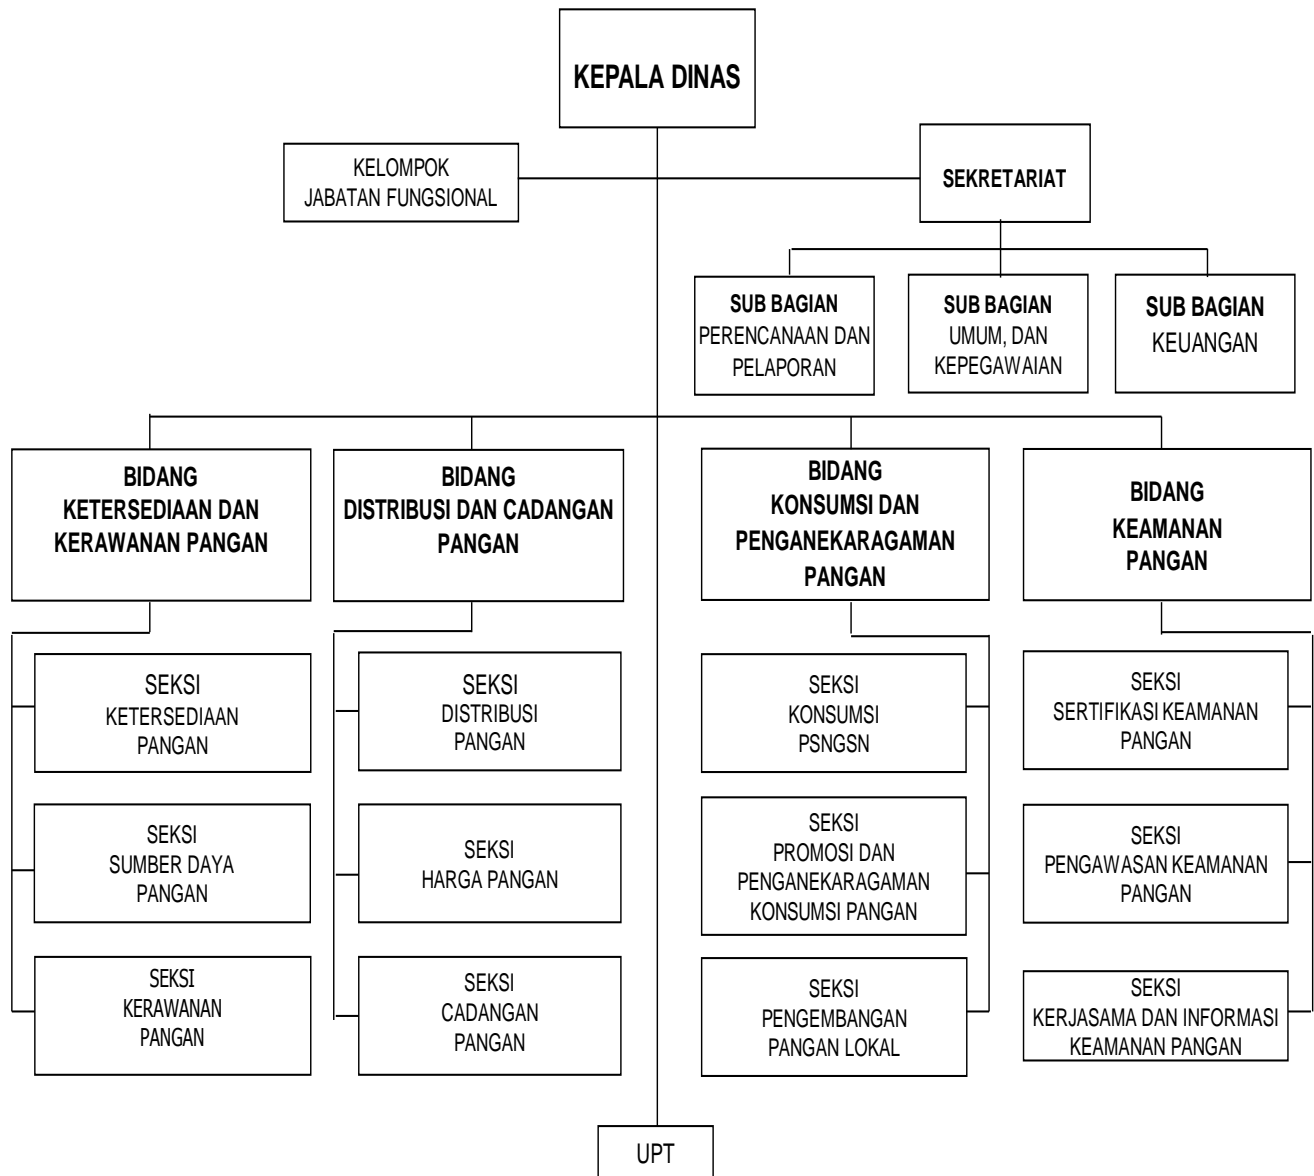 KEPALA DINAS
KELOMPOK
JABATAN FUNGSIONAL
SEKRETARIAT
SUB BAGIAN
PERENCANAAN DAN
PELAPORAN
SUB BAGIAN
UMUM, DAN
KEPEGAWAIAN
SUB BAGIAN
KEUANGAN
BIDANG
KETERSEDIAAN DAN
KERAWANAN PANGAN
BIDANG
DISTRIBUSI DAN CADANGAN
PANGAN
BIDANG
KONSUMSI DAN
PENGANEKARAGAMAN
PANGAN
BIDANG
KEAMANAN
PANGAN
SEKSI
KETERSEDIAAN
PANGAN
SEKSI
DISTRIBUSI
PANGAN
SEKSI
KONSUMSI
PSNGSN
SEKSI
SERTIFIKASI KEAMANAN
PANGAN
SEKSI
SUMBER DAYA
PANGAN
SEKSI
HARGA PANGAN
SEKSI
PROMOSI DAN
PENGANEKARAGAMAN
KONSUMSI PANGAN
SEKSI
PENGAWASAN KEAMANAN
PANGAN
SEKSI
KERAWANAN
PANGAN
SEKSI
CADANGAN
PANGAN
SEKSI
PENGEMBANGAN
PANGAN LOKAL
SEKSI
KERJASAMA DAN INFORMASI
KEAMANAN PANGAN
UPT